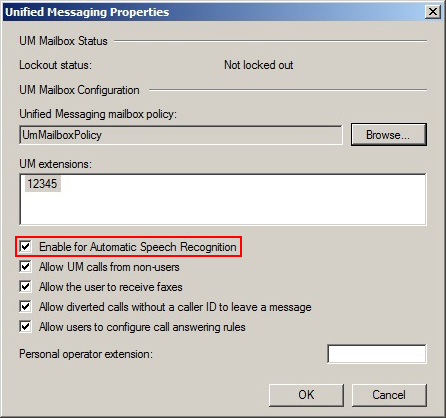 Unified Messaging Properties
UM Mailbox Status
Lockout status: Not locked out
UM Mailbox Configuration
Unified Messaging mailbox policy:
UmMailboxPolicy Browse...
UM extensions:
12345
Enable for Automatic Speech Recognition
Allow UM calls from non-users
Allow the user to receive faxes
Allow diverted calls without a caller ID to leave a message
Allow users to configure call answering rules
Personal operator extension:
OK Cancel